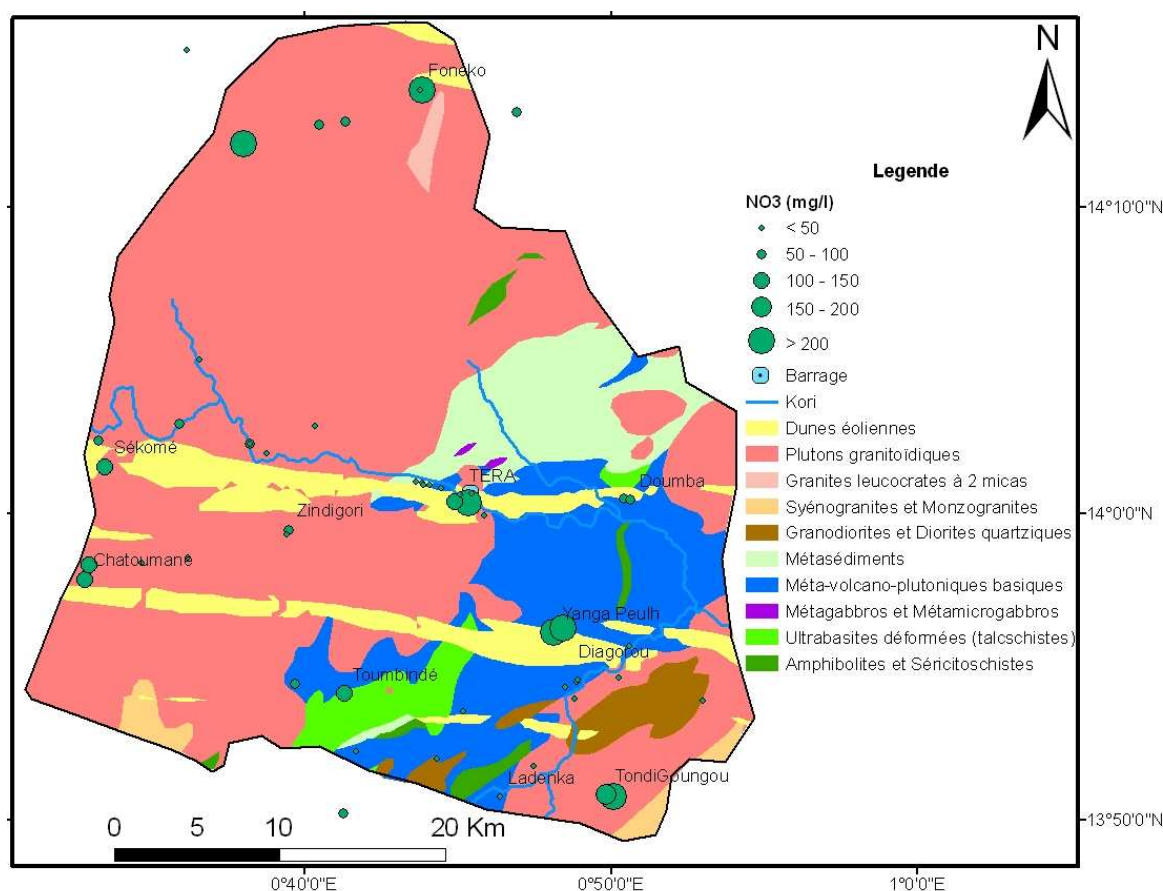 N
Fonéko
Legende
NO3 (mg/l)
< 50
50 - 100
100 - 150
150 - 200
> 200
Barrage
Kori
Dunes éoliennes
Plutons granitoïdiques
Granites leucocrates à 2 micas
Syénogranites et Monzogranites
Granodiorites et Diorites quartziques
Métasédiments
Méta-volcano-plutoniques basiques
Métagabbros et Métamicrogabbros
Ultrabasites déformées (talcschistes)
Amphibolites et Séricitoschistes
14°10'0"N
14°0'0"N
13°50'0"N
Sékomé
TERA
Doumba
Zindigori
Chatoumane
Yanga Peulh
Diagorou
Toumbindé
Ladenka
TondiGoungou
0 5 10 20 Km
0°40'0"E 0°50'0"E 1°0'0"E